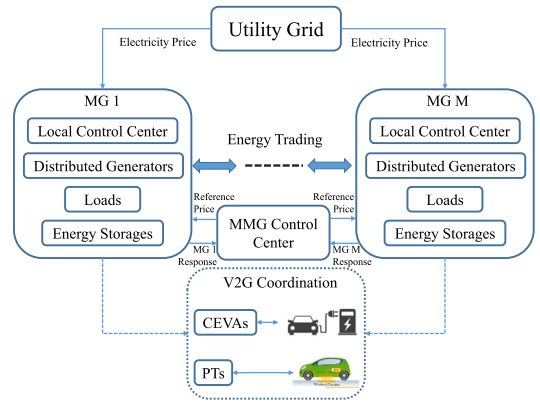 Utility Grid
Electricity Price
Electricity Price
MG 1
Local Control Center
Distributed Generators
Loads
Energy Storages
Energy Trading
MG M
Local Control Center
Distributed Generators
Loads
Energy Storages
Reference
Price
MMG Control
Center
Reference
Price
MG 1
Response
MG M
Response
V2G Coordination
CEVAs
PTs